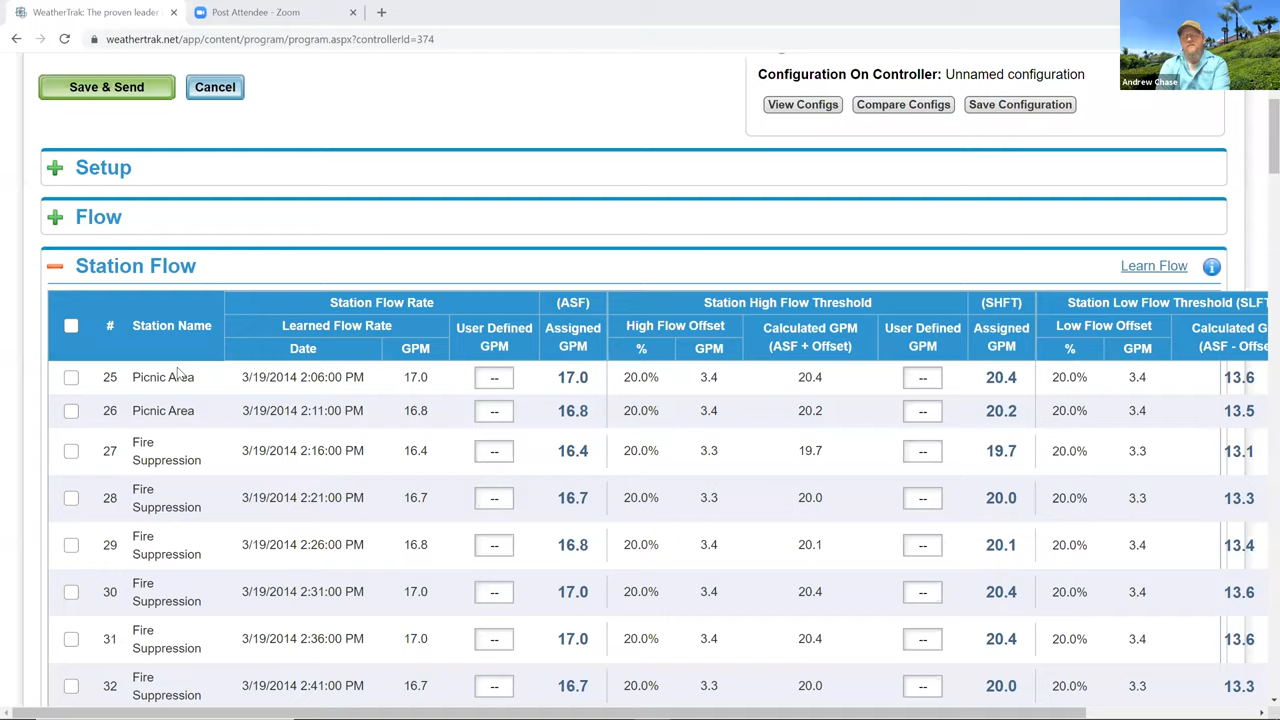 WeatherTrak: The proven leader
Post Attendee - Zoom
weathertrak.net/app/content/program/program.aspx?controllerId=374
Andrew Chase
Save & Send
Cancel
Configuration On Controller: Unnamed configuration
View Configs
Compare Configs
Save Configuration
Setup
Flow
Station Flow
Learn Flow
Station Flow Rate (ASF) Station High Flow Threshold (SHFT) Station Low Flow Threshold (SLFT
# Station Name Learned Flow Rate User Defined GPM Assigned GPM High Flow Offset Calculated GPM (ASF + Offset) User Defined GPM Assigned GPM Low Flow Offset Calculated (ASF - Offse
Date GPM % GPM % GPM
25 Picnic Area 3/19/2014 2:06:00 PM 17.0 -- 17.0 20.0% 3.4 20.4 -- 20.4 20.0% 3.4 13.6
26 Picnic Area 3/19/2014 2:11:00 PM 16.8 -- 16.8 20.0% 3.4 20.2 -- 20.2 20.0% 3.4 13.5
27 Fire Suppression 3/19/2014 2:16:00 PM 16.4 -- 16.4 20.0% 3.3 19.7 -- 19.7 20.0% 3.3 13.1
28 Fire Suppression 3/19/2014 2:21:00 PM 16.7 -- 16.7 20.0% 3.3 20.0 -- 20.0 20.0% 3.3 13.3
29 Fire Suppression 3/19/2014 2:26:00 PM 16.8 -- 16.8 20.0% 3.3 20.1 -- 20.1 20.0% 3.3 13.4
30 Fire Suppression 3/19/2014 2:31:00 PM 17.0 -- 17.0 20.0% 3.4 20.4 -- 20.4 20.0% 3.4 13.6
31 Fire Suppression 3/19/2014 2:36:00 PM 17.0 -- 17.0 20.0% 3.4 20.4 -- 20.4 20.0% 3.4 13.6
32 Fire Suppression 3/19/2014 2:41:00 PM 16.7 -- 16.7 20.0% 3.3 20.0 -- 20.0 20.0% 3.3 13.3